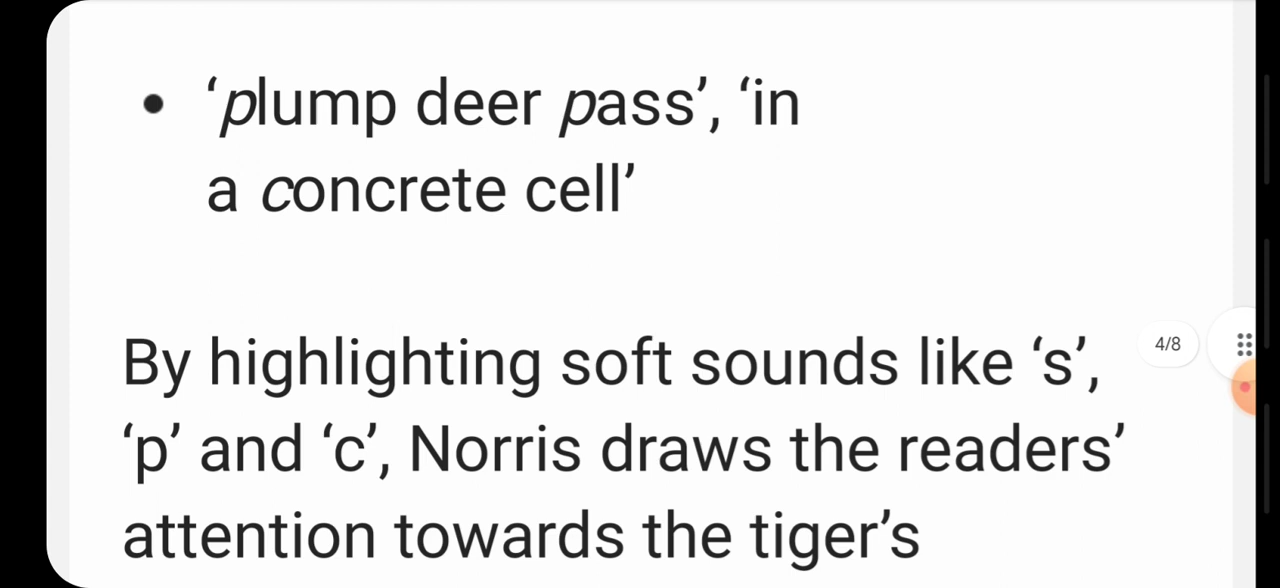 • ‘plump deer pass’, ‘in
a concrete cell’
By highlighting soft sounds like ‘s’,
4/8
‘p’ and ‘c’, Norris draws the readers’
attention towards the tiger’s